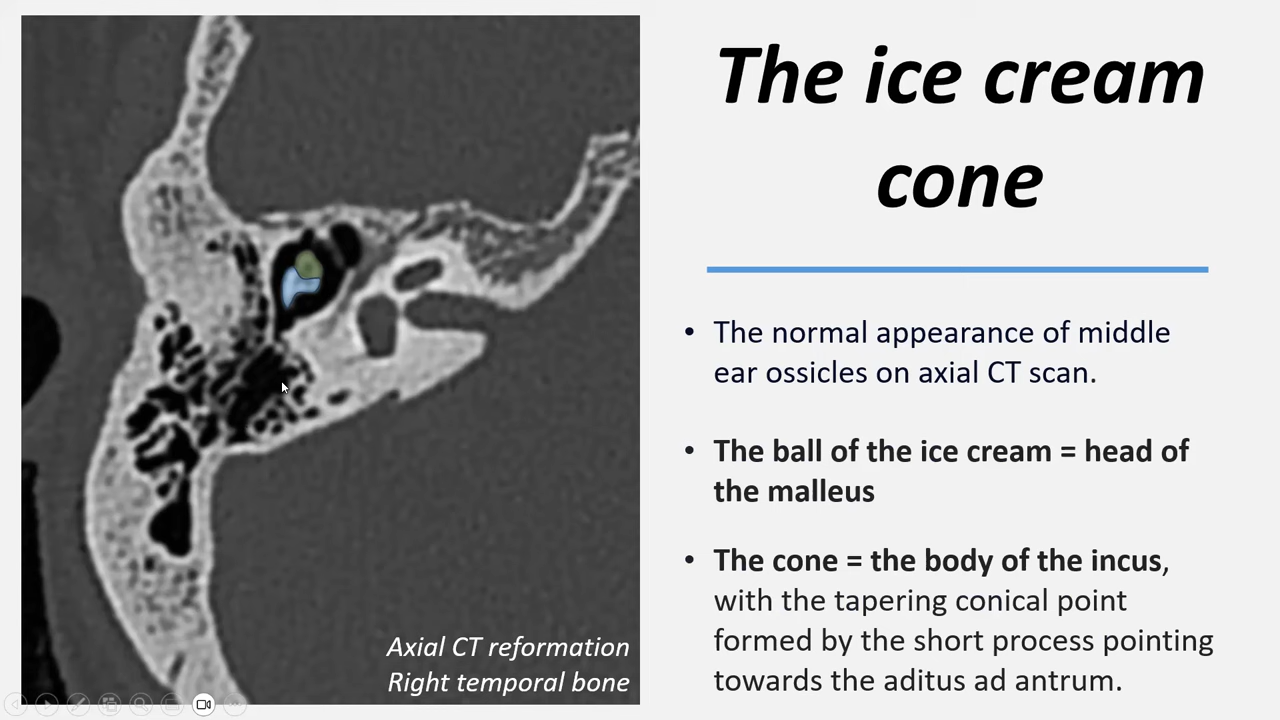 The ice cream
cone
• The normal appearance of middle
ear ossicles on axial CT scan.
• The ball of the ice cream = head of
the malleus
• The cone = the body of the incus,
with the tapering conical point
formed by the short process pointing
towards the aditus ad antrum.
Axial CT reformation
Right temporal bone